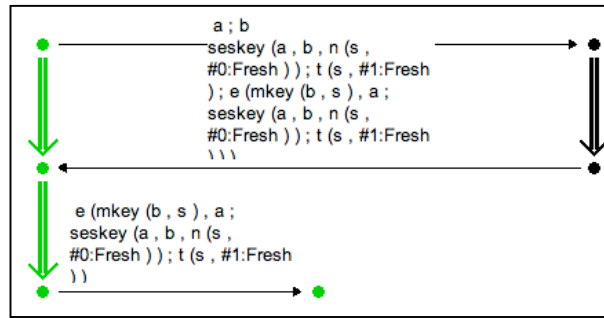 a ; b
seskey (a , b , n (s ,
#0:Fresh ) ) ; t (s , #1:Fresh
) ; e (mkey (b , s ) , a ;
seskey (a , b , n (s ,
#0:Fresh ) ) ; t (s , #1:Fresh
) ) )
e (mkey (b , s ) , a ;
seskey (a , b , n (s ,
#0:Fresh ) ) ; t (s , #1:Fresh
) )